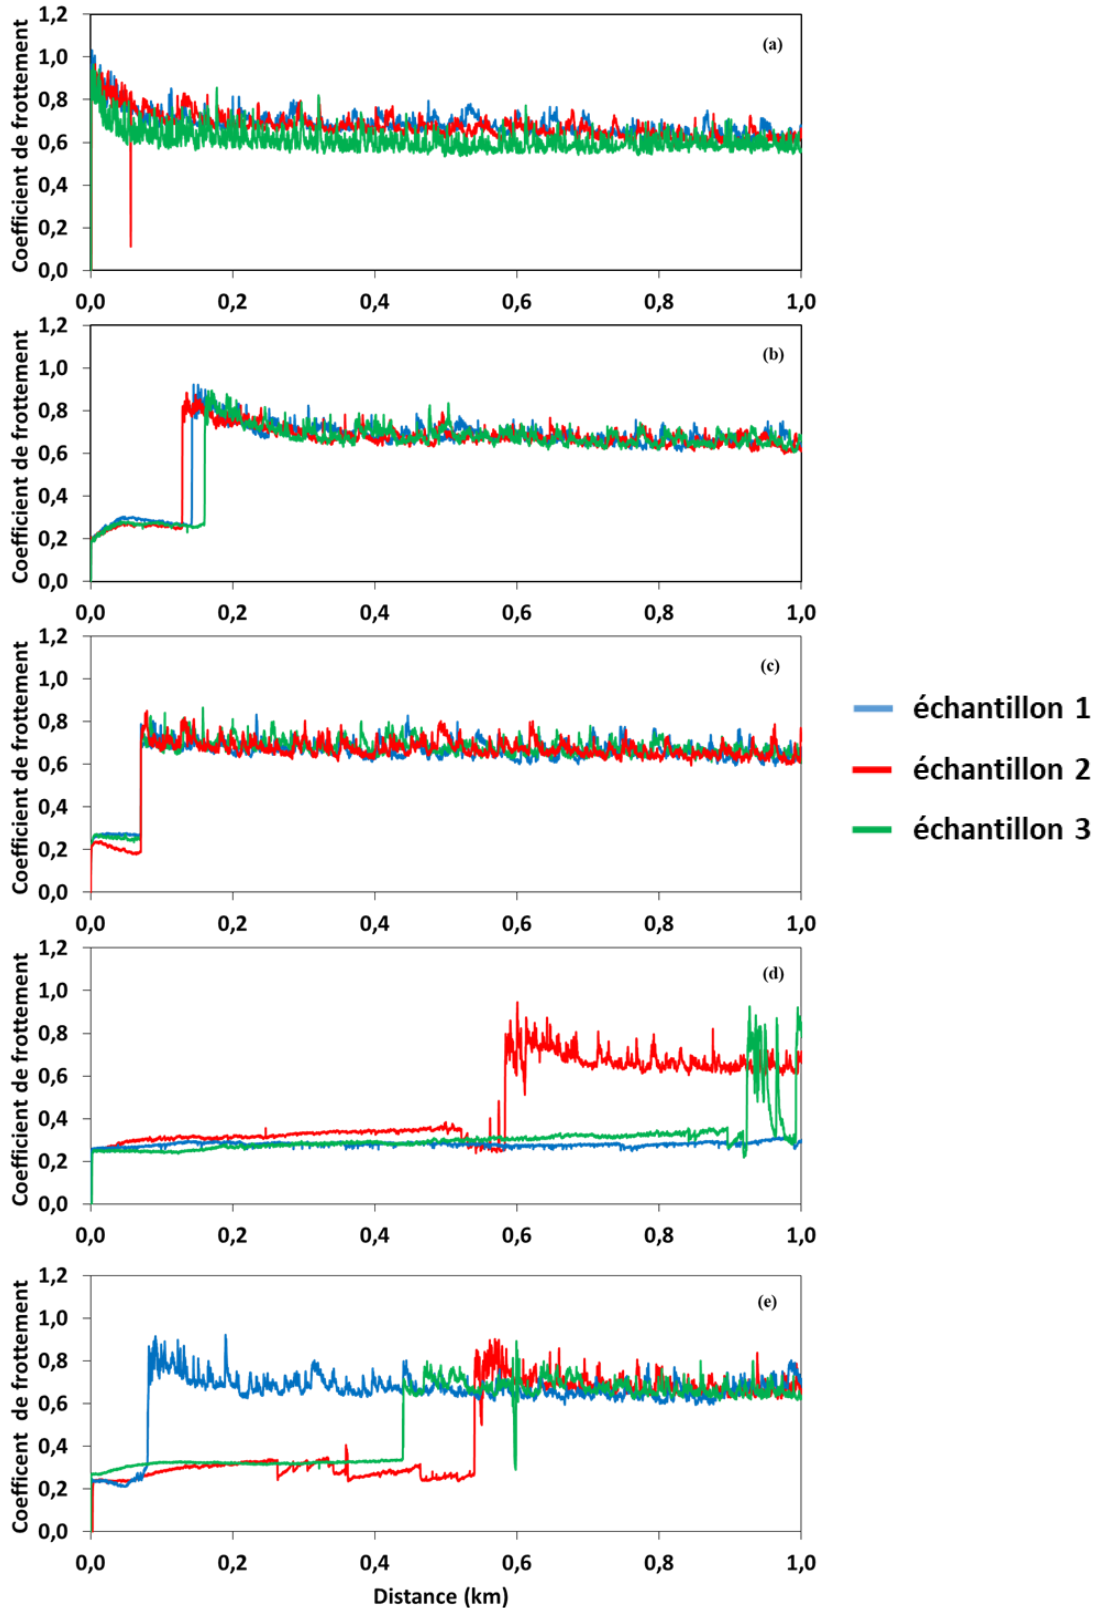 Coefficient de frottement
1,2
1,0
0,8
0,6
0,4
0,2
0,0
(a)
0,0 0,2 0,4 0,6 0,8 1,0
Coefficient de frottement
1,2
1,0
0,8
0,6
0,4
0,2
0,0
(b)
0,0 0,2 0,4 0,6 0,8 1,0
Coefficient de frottement
1,2
1,0
0,8
0,6
0,4
0,2
0,0
(c)
0,0 0,2 0,4 0,6 0,8 1,0
échantillon 1
échantillon 2
échantillon 3
Coefficient de frottement
1,2
1,0
0,8
0,6
0,4
0,2
0,0
(d)
0,0 0,2 0,4 0,6 0,8 1,0
Coefficent de frottement
1,2
1,0
0,8
0,6
0,4
0,2
0,0
(e)
0,0 0,2 0,4 0,6 0,8 1,0
Distance (km)